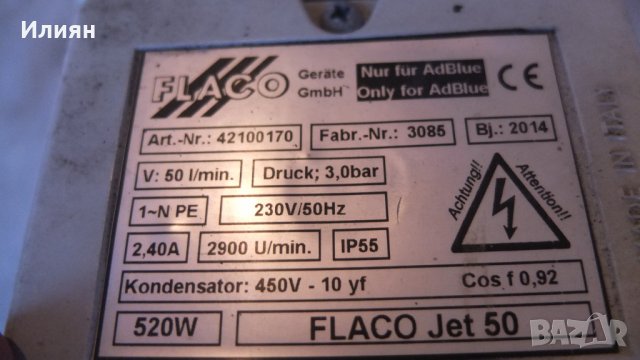 Илиян
FLACO
Geräte
GmbH
Nur für AdBlue
Only for AdBlue
CE
Art.-Nr.: 42100170
Fabr.-Nr.: 3085
Bj.: 2014
V: 50 l/min.
Druck; 3,0bar
1~N PE
230V/50Hz
Achtung!!
Attention!!
2,40A
2900 U/min.
IP55
Kondensator: 450V - 10 yf
Cos f 0,92
520W
FLACO Jet 50
BAZAR